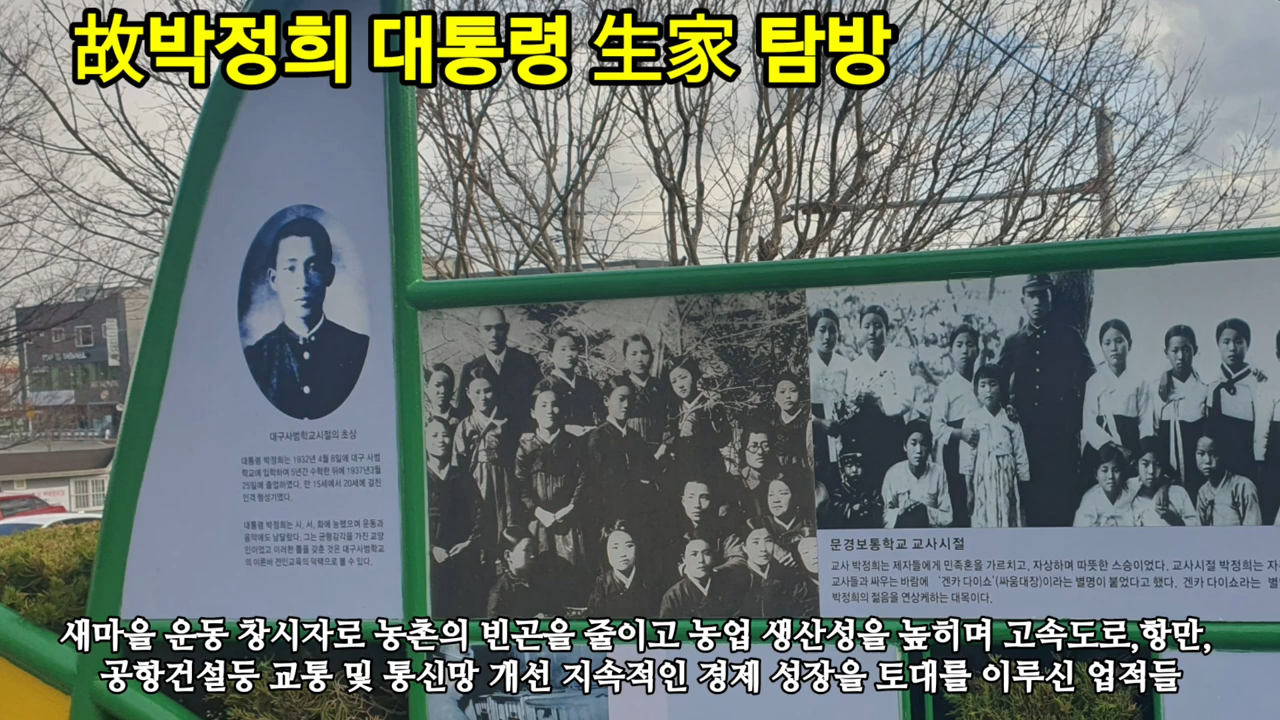 故박정희 대통령 生家 탐방
대구사범학교시절의 초상
대통령 박정희는 1932년 4월 8일에 대구 사범
학교에 입학하여 5년간 수학한 뒤에 1937년3월
25일에 졸업하였다. 만 15세에서 20세에 걸친
인격 형성기였다.
대통령 박정희는 시, 서, 화에 능했으며 운동과
음악에도 남달랐다. 그는 균형감각을 가진 교양
인이었고 이러한 틀을 갖춘 것은 대구사범학교
의 이른바 전인교육의 덕택으로 볼 수 있다.
문경보통학교 교사시절
교사 박정희는 제자들에게 민족혼을 가르치고, 자상하며 따뜻한 스승이었다. 교사시절 박정희는
교사들과 싸우는 바람에 '겐카 다이쇼'(싸움대장)이라는 별명이 붙었다고 했다. 겐카 다이쇼라는
박정희의 젊음을 연상케하는 대목이다.
새마을 운동 창시자로 농촌의 빈곤을 줄이고 농업 생산성을 높히며 고속도로,항만,
공항건설등 교통 및 통신망 개선 지속적인 경제 성장을 토대를 이루신 업적들